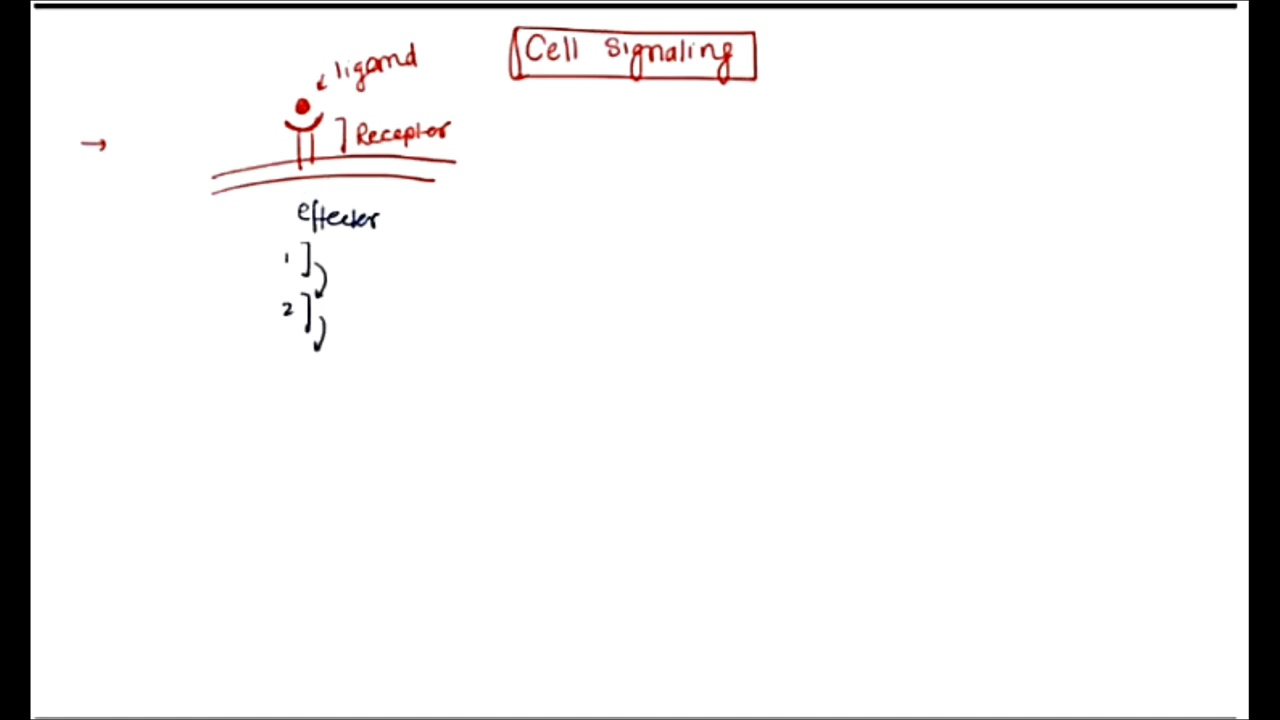 Cell Signaling
ligand
Receptor
effector
1
2